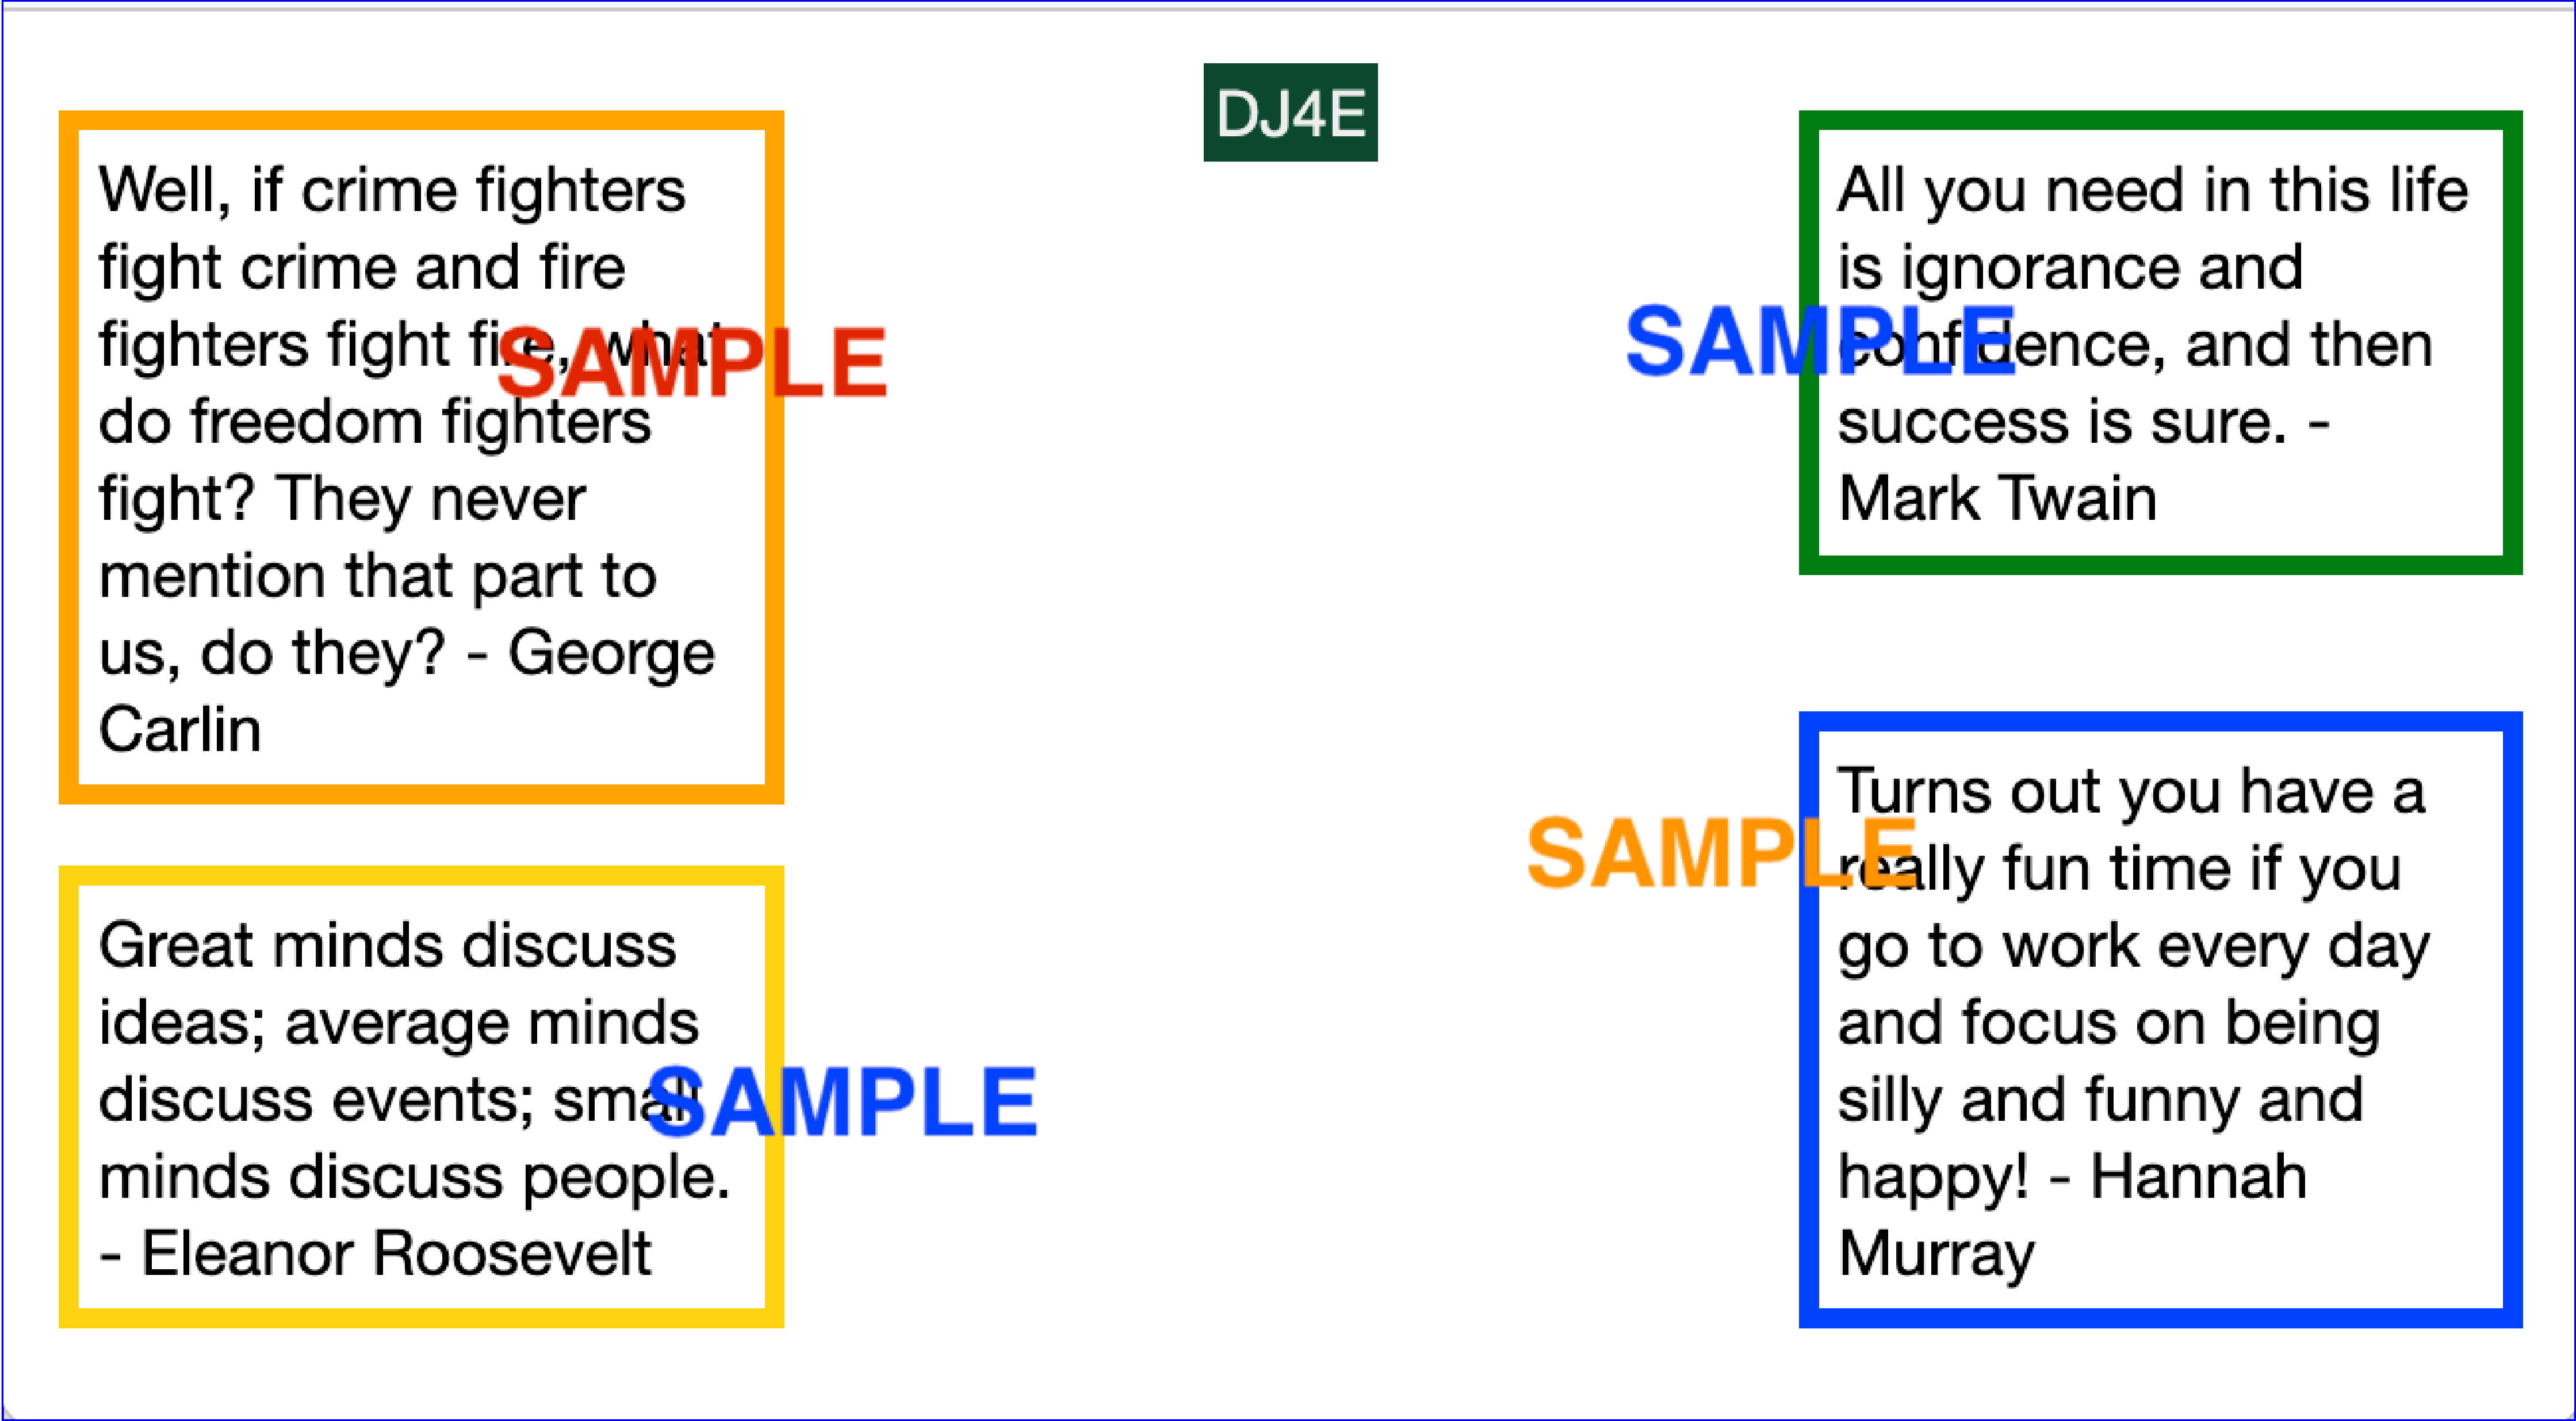 DJ4E
Well, if crime fighters
fight crime and fire
fighters fight fire, what
do freedom fighters
fight? They never
mention that part to
us, do they? - George
Carlin
SAMPLE
All you need in this life
is ignorance and
confidence, and then
success is sure. -
Mark Twain
SAMPLE
Great minds discuss
ideas; average minds
discuss events; small
minds discuss people.
- Eleanor Roosevelt
SAMPLE
Turns out you have a
really fun time if you
go to work every day
and focus on being
silly and funny and
happy! - Hannah
Murray
SAMPLE